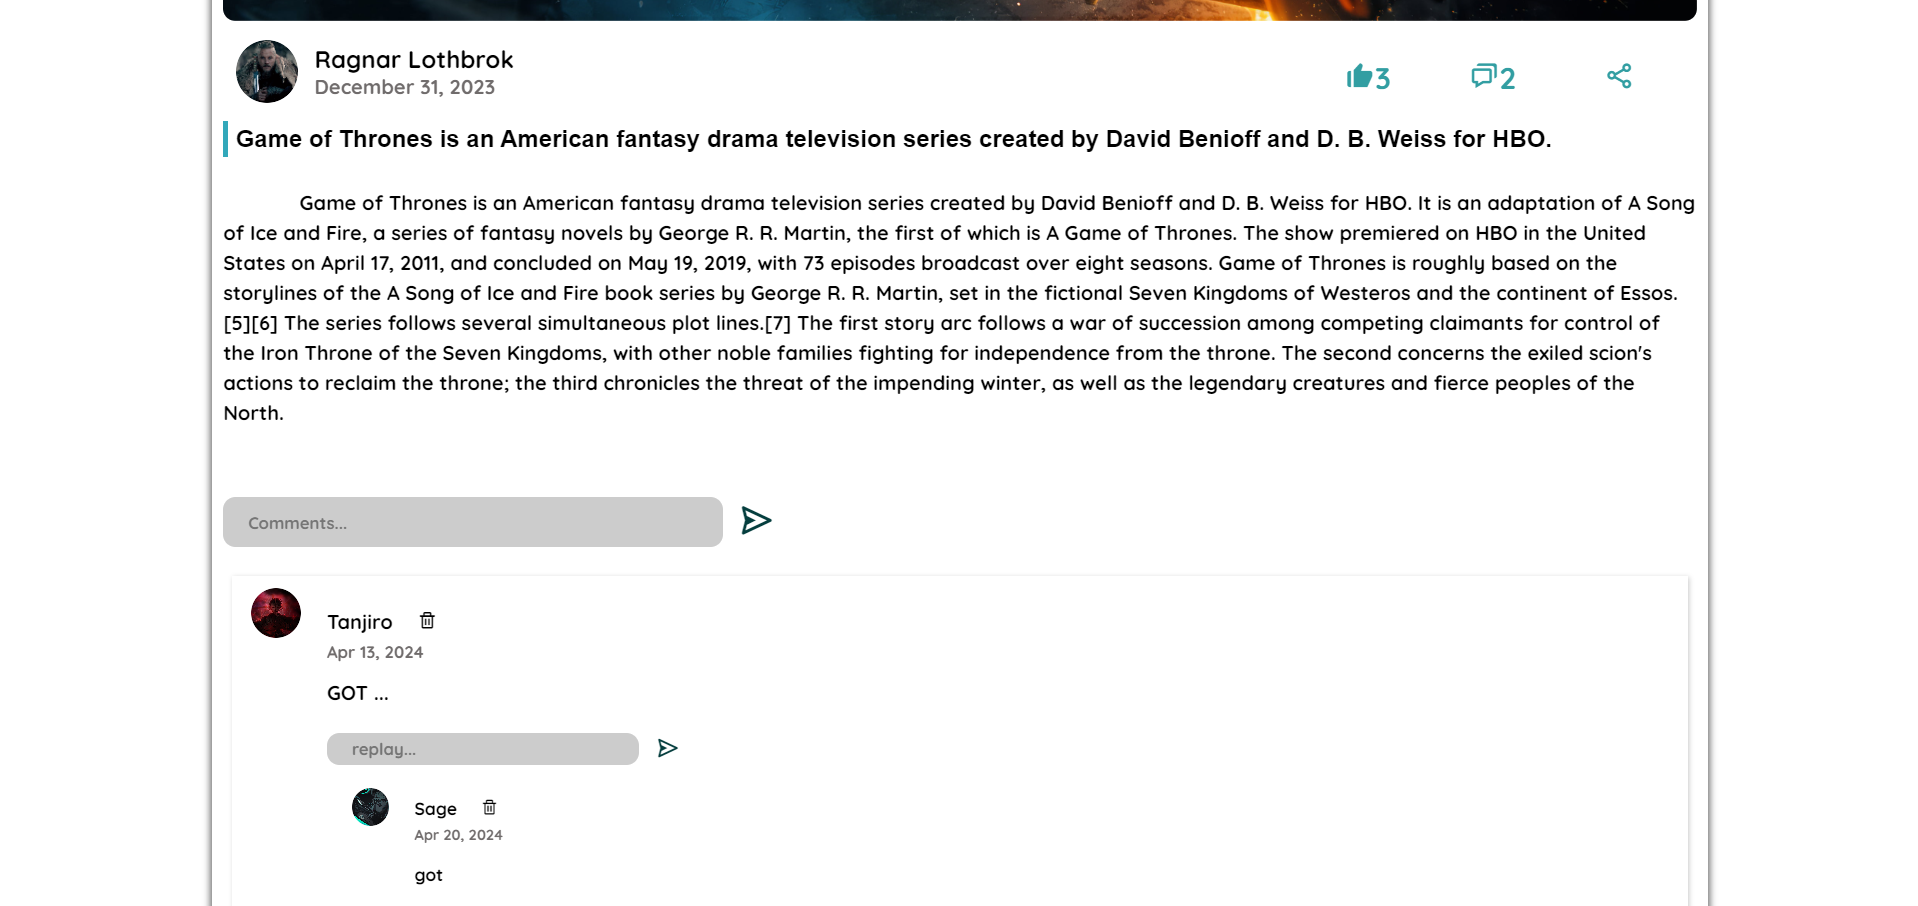 Ragnar Lothbrok
December 31, 2023
3
2
Game of Thrones is an American fantasy drama television series created by David Benioff and D. B. Weiss for HBO.
Game of Thrones is an American fantasy drama television series created by David Benioff and D. B. Weiss for HBO. It is an adaptation of A Song
of Ice and Fire, a series of fantasy novels by George R. R. Martin, the first of which is A Game of Thrones. The show premiered on HBO in the United
States on April 17, 2011, and concluded on May 19, 2019, with 73 episodes broadcast over eight seasons. Game of Thrones is roughly based on the
storylines of the A Song of Ice and Fire book series by George R. R. Martin, set in the fictional Seven Kingdoms of Westeros and the continent of Essos.
[5][6] The series follows several simultaneous plot lines.[7] The first story arc follows a war of succession among competing claimants for control of
the Iron Throne of the Seven Kingdoms, with other noble families fighting for independence from the throne. The second concerns the exiled scion's
actions to reclaim the throne; the third chronicles the threat of the impending winter, as well as the legendary creatures and fierce peoples of the
North.
Comments...
Tanjiro
Apr 13, 2024
GOT ...
replay...
Sage
Apr 20, 2024
got